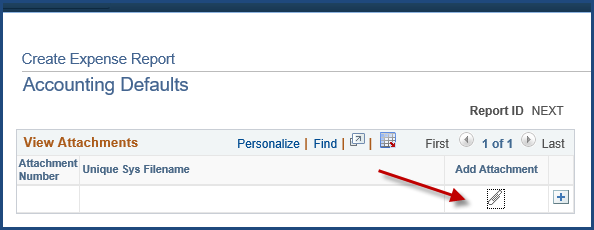 Create Expense Report
Accounting Defaults
Report ID NEXT
View Attachments Personalize | Find | | First 1 of 1 Last
Attachment Number Unique Sys Filename Add Attachment